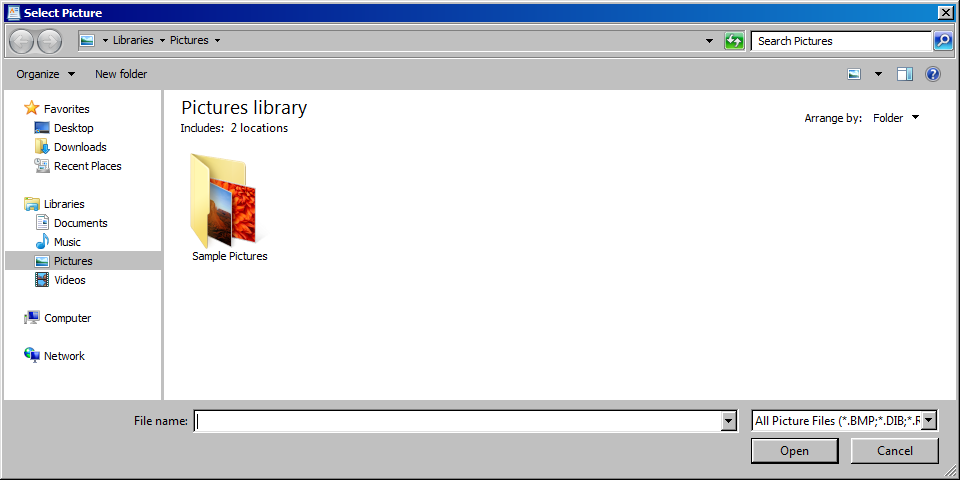 Select Picture
Libraries Pictures Search Pictures
Organize New folder
Favorites
Desktop
Downloads
Recent Places
Libraries
Documents
Music
Pictures
Videos
Computer
Network
Pictures library
Includes: 2 locations
Arrange by: Folder
Sample Pictures
File name: All Picture Files (*.BMP;*.DIB;*.R
Open Cancel